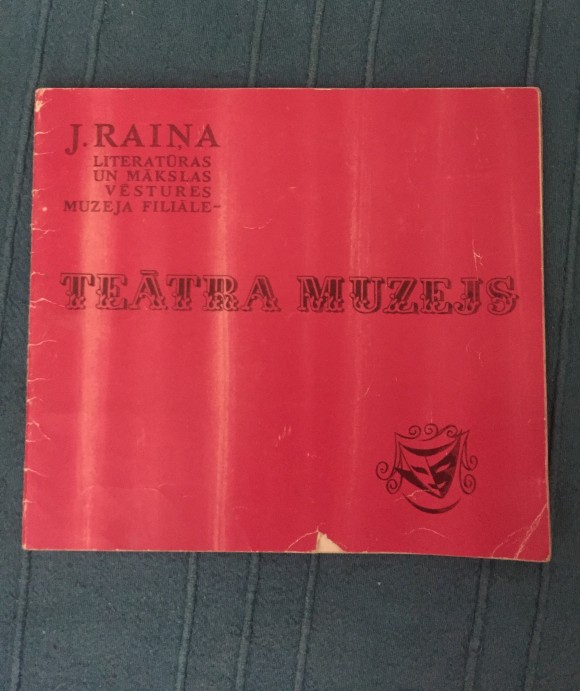 J. RAIŅA
LITERATŪRAS
UN MĀKSLAS
VĒSTURES
MUZEJA FILIĀLE-
TEĀTRA MUZEJS